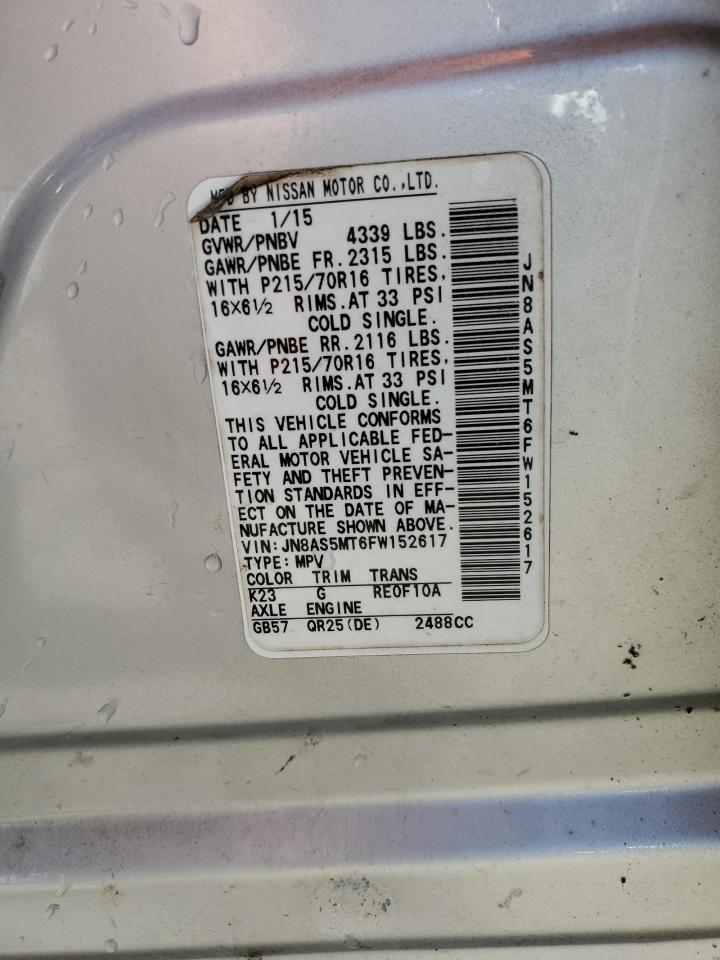 MFD BY NISSAN MOTOR CO.,LTD.
DATE 1/15
GVWR/PNBV 4339 LBS.
GAWR/PNBE FR.2315 LBS.
WITH P215/70R16 TIRES,
16×6½ RIMS.AT 33 PSI
COLD SINGLE.
GAWR/PNBE RR.2116 LBS.
WITH P215/70R16 TIRES,
16×6½ RIMS.AT 33 PSI
COLD SINGLE.
THIS VEHICLE CONFORMS
TO ALL APPLICABLE FED-
ERAL MOTOR VEHICLE SA-
FETY AND THEFT PREVEN-
TION STANDARDS IN EFF-
ECT ON THE DATE OF MA-
NUFACTURE SHOWN ABOVE.
VIN:JN8AS5MT6FW152617
TYPE:MPV
COLOR TRIM TRANS
K23 G RE0F10A
AXLE ENGINE
GB57 QR25(DE) 2488CC
JN8AS5MT6FW152617